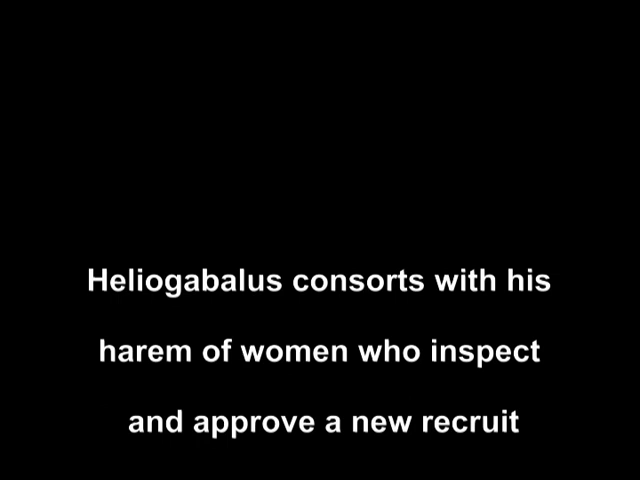 Heliogabalus consorts with his
harem of women who inspect
and approve a new recruit